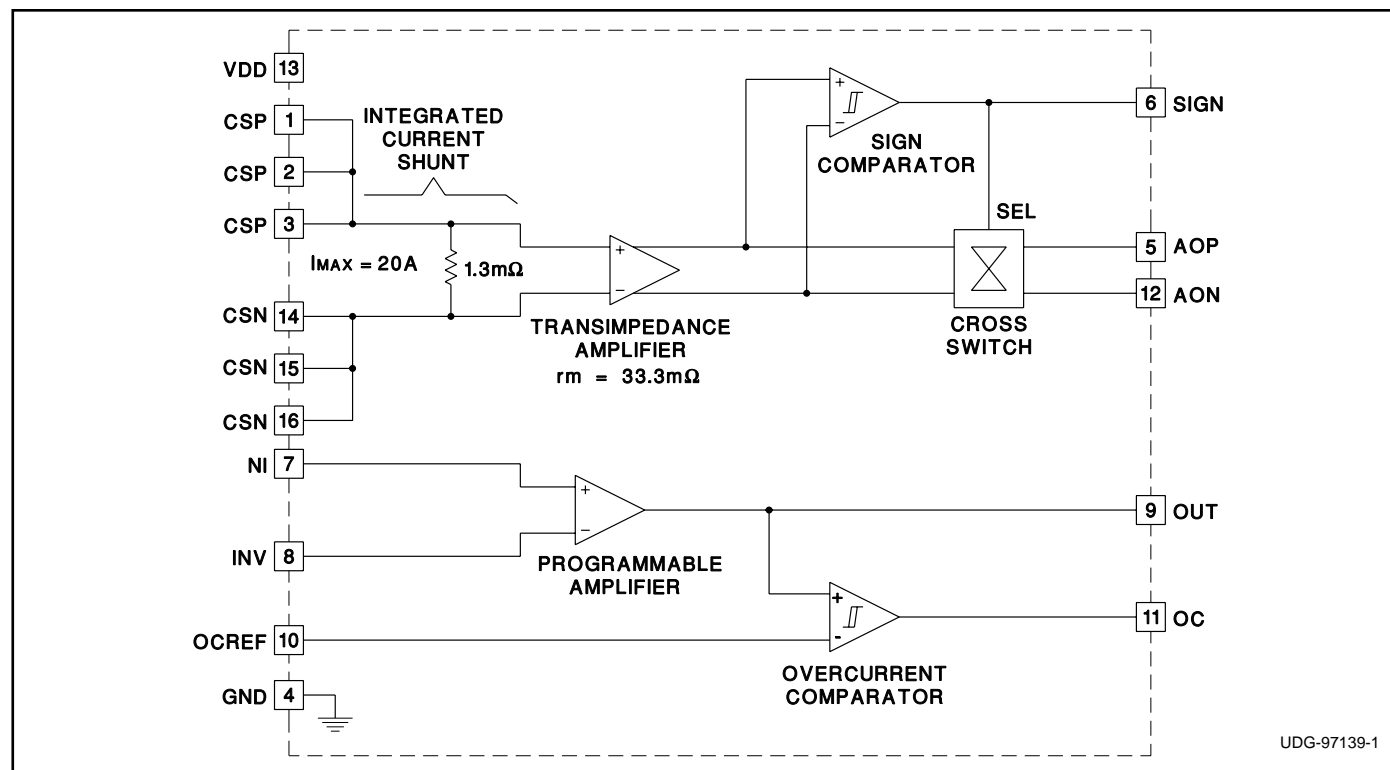 VDD 13
CSP 1
CSP 2
CSP 3
CSN 14
CSN 15
CSN 16
NI 7
INV 8
OCREF 10
GND 4
INTEGRATED
CURRENT
SHUNT
IMAX = 20A
1.3mΩ
+
−
TRANSIMPEDANCE
AMPLIFIER
rm = 33.3mΩ
+
−
SIGN
COMPARATOR
SEL
CROSS
SWITCH
+
−
PROGRAMMABLE
AMPLIFIER
+
-
OVERCURRENT
COMPARATOR
6 SIGN
5 AOP
12 AON
9 OUT
11 OC
UDG-97139-1